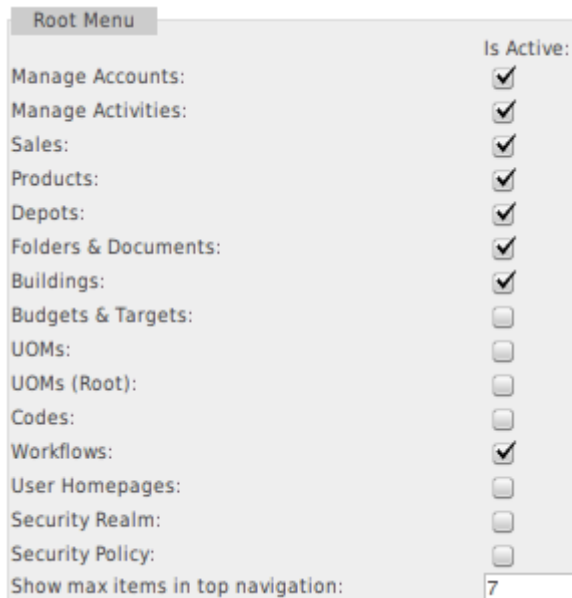 Root Menu
Is Active:
Manage Accounts:
Manage Activities:
Sales:
Products:
Depots:
Folders & Documents:
Buildings:
Budgets & Targets:
UOMs:
UOMs (Root):
Codes:
Workflows:
User Homepages:
Security Realm:
Security Policy:
Show max items in top navigation: 7